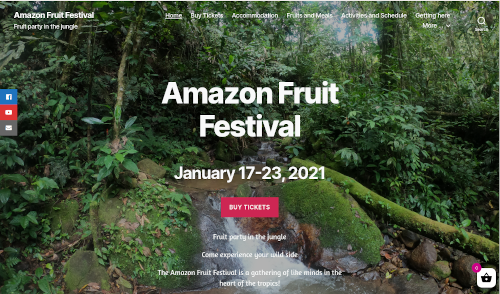 Amazon Fruit Festival
Fruit party in the jungle
Home Buy Tickets Accommodation Fruits and Meals Activities and Schedule Getting here
More
Search
Amazon Fruit
Festival
January 17-23, 2021
BUY TICKETS
Fruit party in the jungle
Come experience your wild side
The Amazon Fruit Festival is a gathering of like minds in the
heart of the tropics!
0